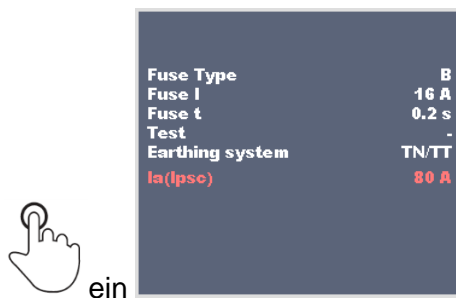 Fuse Type B
Fuse I 16 A
Fuse t 0.2 s
Test -
Earthing system TN/TT
Ia(Ipsc) 80 A
ein